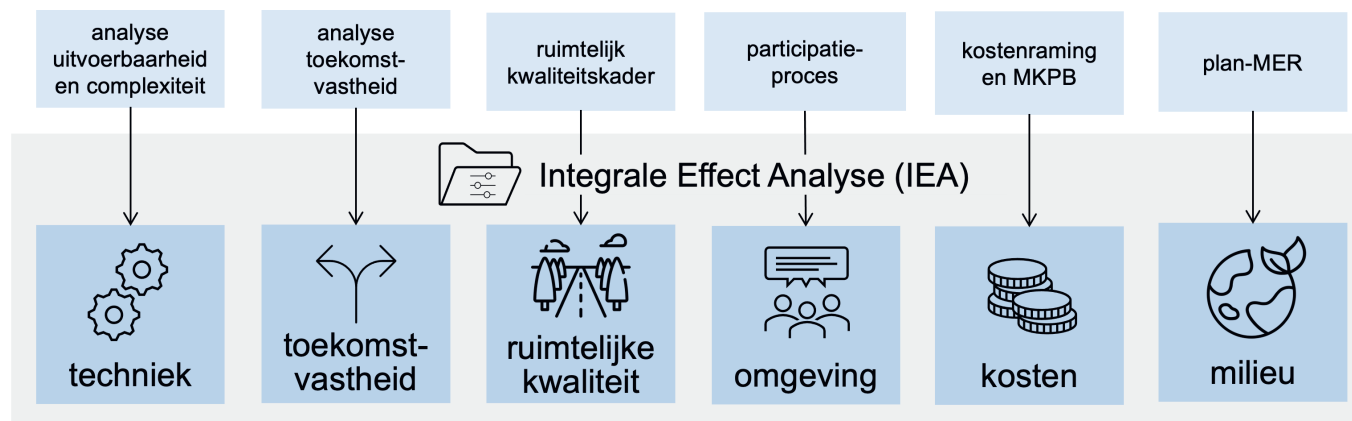 analyse
uitvoerbaarheid
en complexiteit
analyse
toekomst-
vastheid
ruimtelijk
kwaliteitskader
participatie-
proces
kostenraming
en MKPB
plan-MER
Integrale Effect Analyse (IEA)
techniek
toekomst-
vastheid
ruimtelijke
kwaliteit
omgeving
kosten
milieu